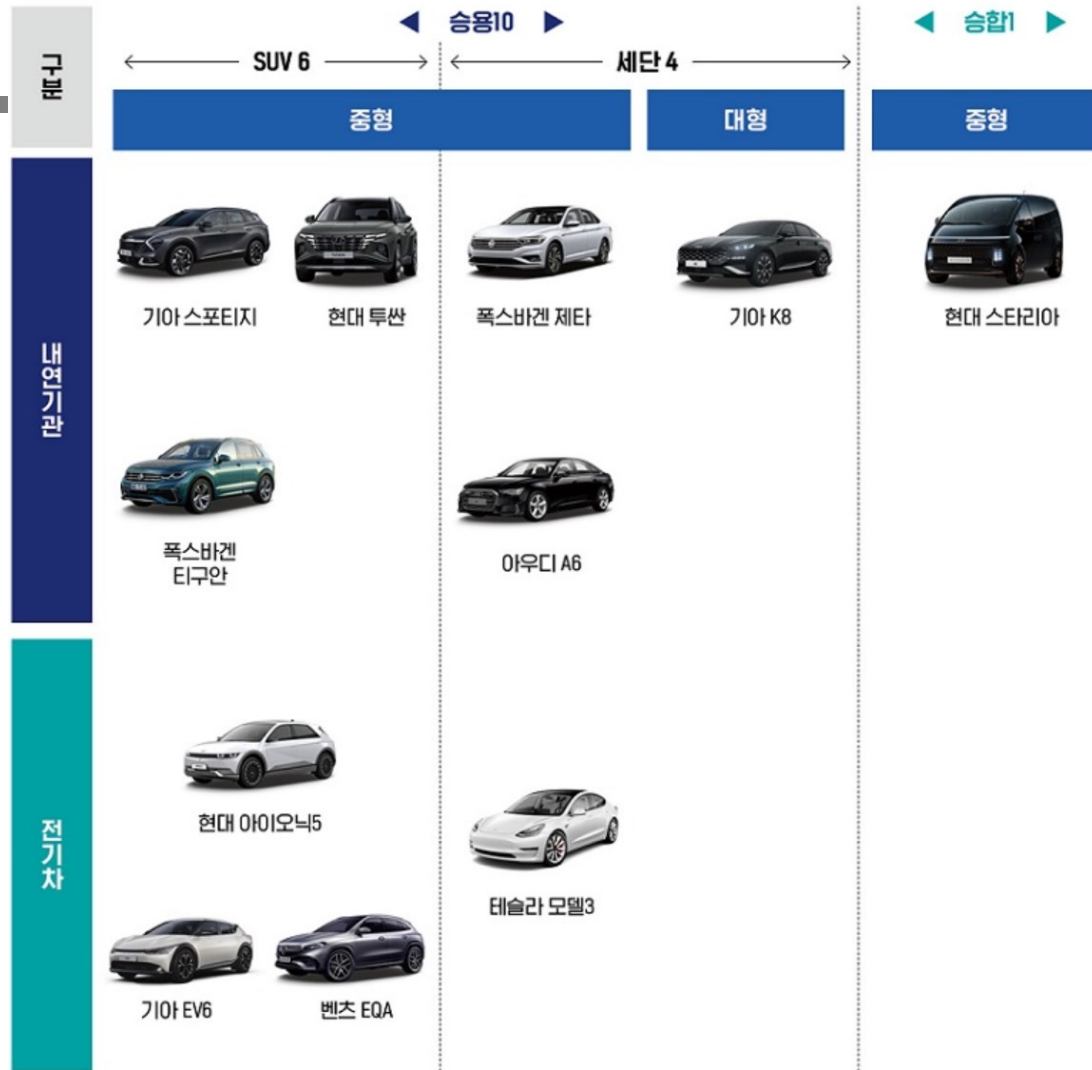 구분
◀ 승용10 ▶
◀ 승합1 ▶
SUV 6
세단 4
중형
대형
중형
내연기관
기아 스포티지
현대 투싼
폭스바겐 제타
기아 K8
현대 스타리아
폭스바겐
티구안
아우디 A6
전기차
현대 아이오닉5
테슬라 모델3
기아 EV6
벤츠 EQA